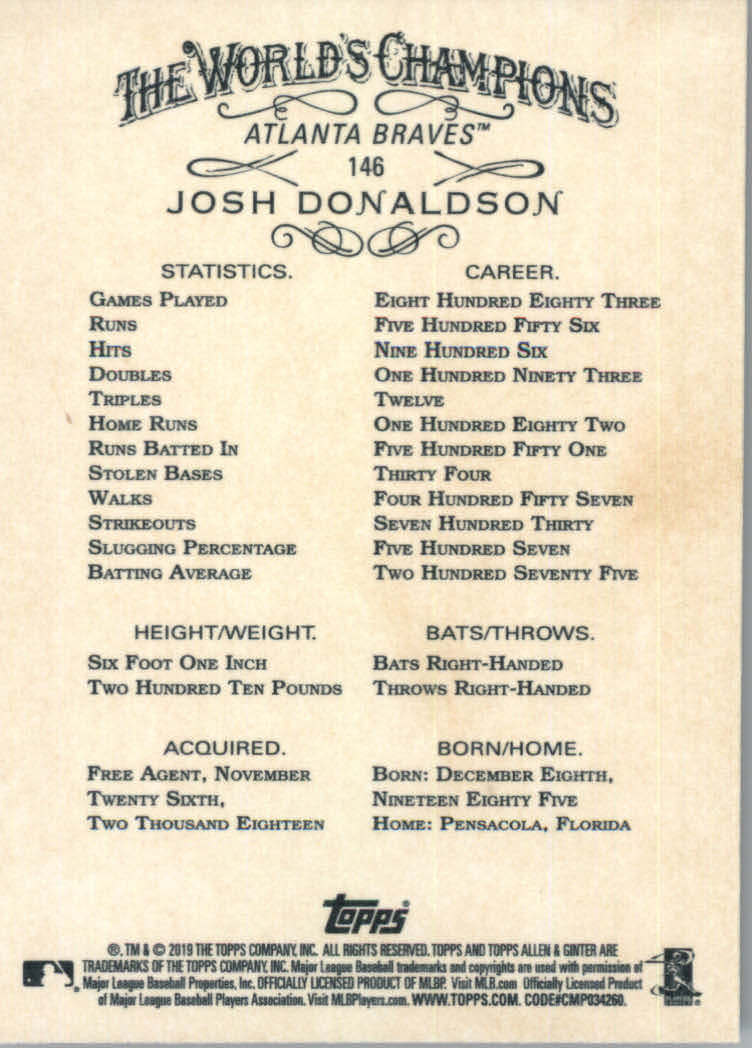 THE WORLD'S CHAMPIONS
ATLANTA BRAVES™
146
JOSH DONALDSON
STATISTICS. CAREER.
GAMES PLAYED EIGHT HUNDRED EIGHTY THREE
RUNS FIVE HUNDRED FIFTY SIX
HITS NINE HUNDRED SIX
DOUBLES ONE HUNDRED NINETY THREE
TRIPLES TWELVE
HOME RUNS ONE HUNDRED EIGHTY TWO
RUNS BATTED IN FIVE HUNDRED FIFTY ONE
STOLEN BASES THIRTY FOUR
WALKS FOUR HUNDRED FIFTY SEVEN
STRIKEOUTS SEVEN HUNDRED THIRTY
SLUGGING PERCENTAGE FIVE HUNDRED SEVEN
BATTING AVERAGE TWO HUNDRED SEVENTY FIVE
HEIGHT/WEIGHT. BATS/THROWS.
SIX FOOT ONE INCH BATS RIGHT-HANDED
TWO HUNDRED TEN POUNDS THROWS RIGHT-HANDED
ACQUIRED. BORN/HOME.
FREE AGENT, NOVEMBER BORN: DECEMBER EIGHTH,
TWENTY SIXTH, NINETEEN EIGHTY FIVE
TWO THOUSAND EIGHTEEN HOME: PENSACOLA, FLORIDA
Topps®
®, TM & © 2019 THE TOPPS COMPANY, INC. ALL RIGHTS RESERVED. TOPPS AND TOPPS ALLEN & GINTER ARE
TRADEMARKS OF THE TOPPS COMPANY, INC. Major League Baseball trademarks and copyrights are used with permission of
Major League Baseball Properties, Inc. OFFICIALLY LICENSED PRODUCT OF MLBP. Visit MLB.com Officially Licensed Product
of Major League Baseball Players Association. Visit MLBPlayers.com. WWW.TOPPS.COM. CODE#CMP034260.